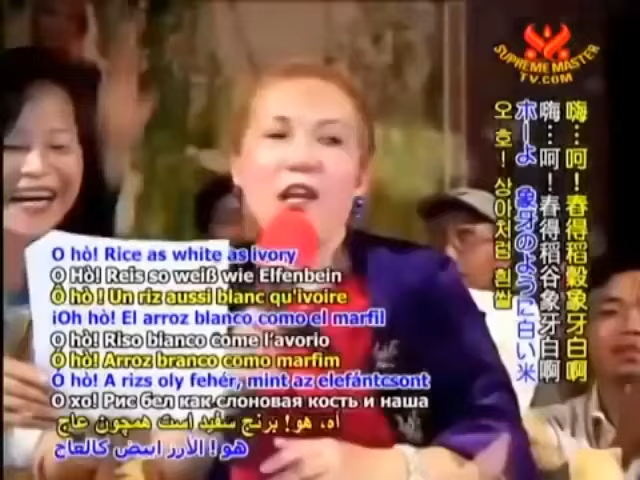 SUPREME MASTER
TV.COM
嗨…呵！舂得稻穀象牙白啊
嗨…呵！舂得稻谷象牙白啊
ホーよ 象牙のように白い米
오 호! 상아처럼 흰쌀
O hò! Rice as white as ivory
O Hò! Reis so weiß wie Elfenbein
Ô hò ! Un riz aussi blanc qu'ivoire
¡Oh hò! El arroz blanco como el marfil
Oh hò! Riso bianco come l'avorio
Ô hò! Arroz branco como marfim
Ó hò! A rizs oly fehér, mint az elefántcsont
О хо! Рис бел как слоновая кость и наша
آه، هو! برنج سفید است همچون عاج
هو ! الأرز ابيض كالعاج